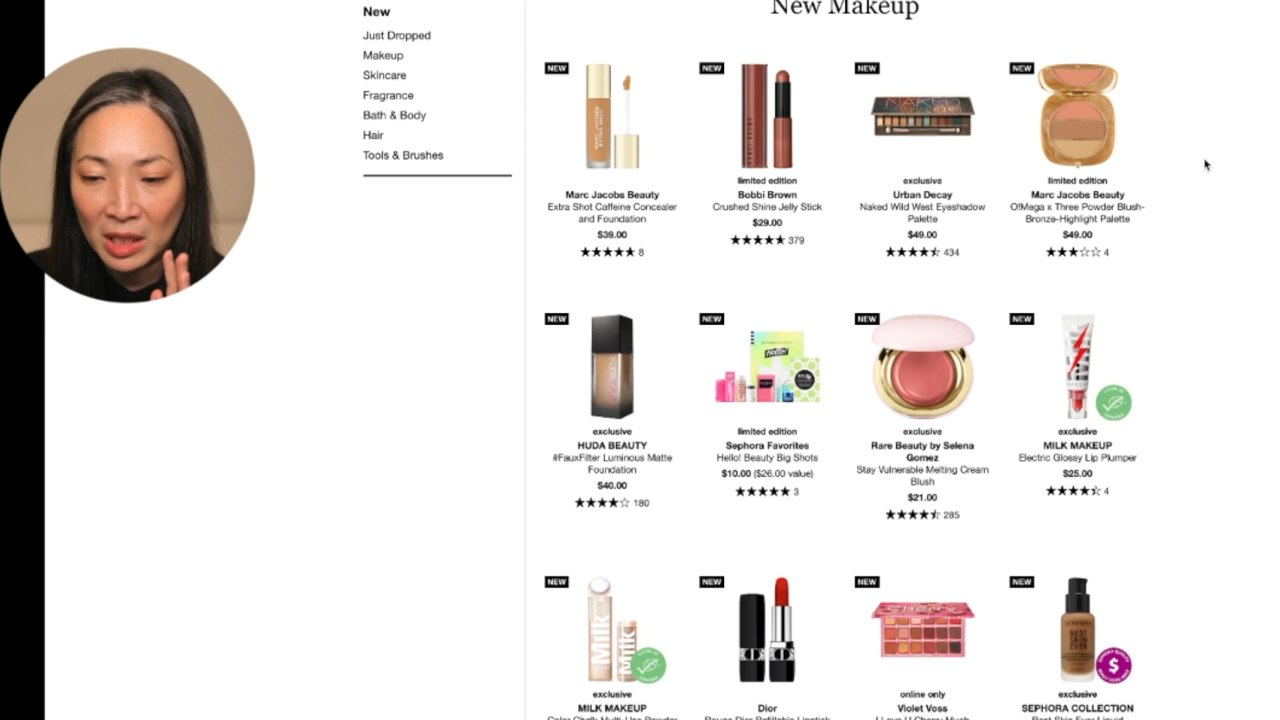 New Makeup
New
Just Dropped
Makeup
Skincare
Fragrance
Bath & Body
Hair
Tools & Brushes
NEW
Marc Jacobs Beauty
Extra Shot Caffeine Concealer
and Foundation
$39.00
8
NEW
limited edition
Bobbi Brown
Crushed Shine Jelly Stick
$29.00
379
NEW
NAKED
exclusive
Urban Decay
Naked Wild West Eyeshadow
Palette
$49.00
434
NEW
limited edition
Marc Jacobs Beauty
O!Mega x Three Powder Blush-
Bronze-Highlight Palette
$49.00
4
NEW
exclusive
HUDA BEAUTY
#FauxFilter Luminous Matte
Foundation
$40.00
180
NEW
limited edition
Sephora Favorites
Hello! Beauty Big Shots
$10.00 ($26.00 value)
3
NEW
exclusive
Rare Beauty by Selena
Gomez
Stay Vulnerable Melting Cream
Blush
$21.00
285
NEW
exclusive
MILK MAKEUP
Electric Glossy Lip Plumper
$25.00
4
NEW
Milk
exclusive
MILK MAKEUP
NEW
Dior
NEW
cherry
online only
Violet Voss
NEW
SEPHORA
BEST
SKIN
EVER
$
exclusive
SEPHORA COLLECTION